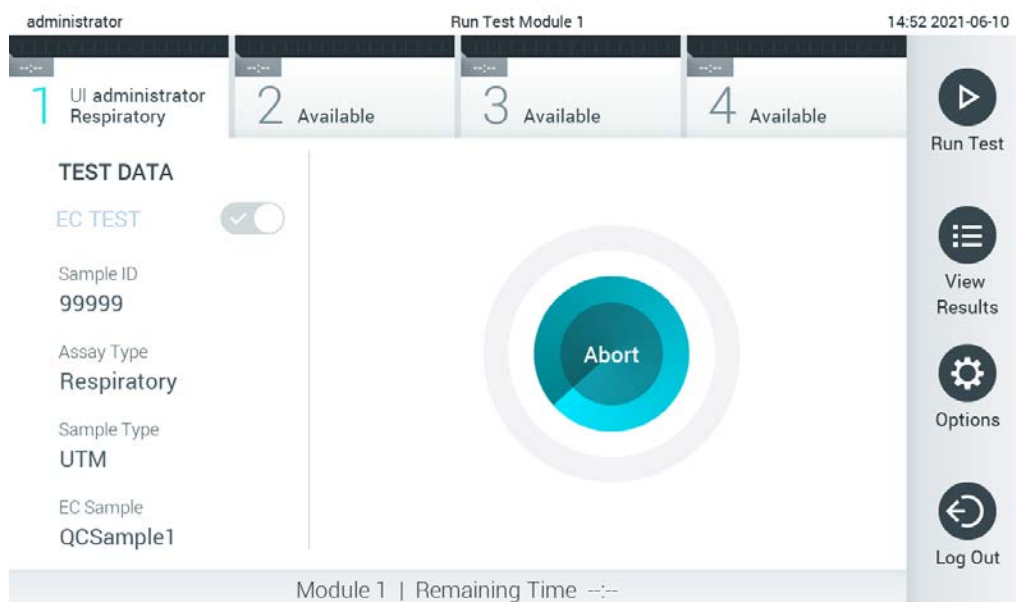 administrator
Run Test Module 1
14:52 2021-06-10
--:--
--:--
--:--
--:--
1
UI administrator
Respiratory
2 Available
3 Available
4 Available
Run Test
TEST DATA
EC TEST
Sample ID
99999
Assay Type
Respiratory
Sample Type
UTM
EC Sample
QCSample1
Abort
View
Results
Options
Log Out
Module 1 | Remaining Time --:--